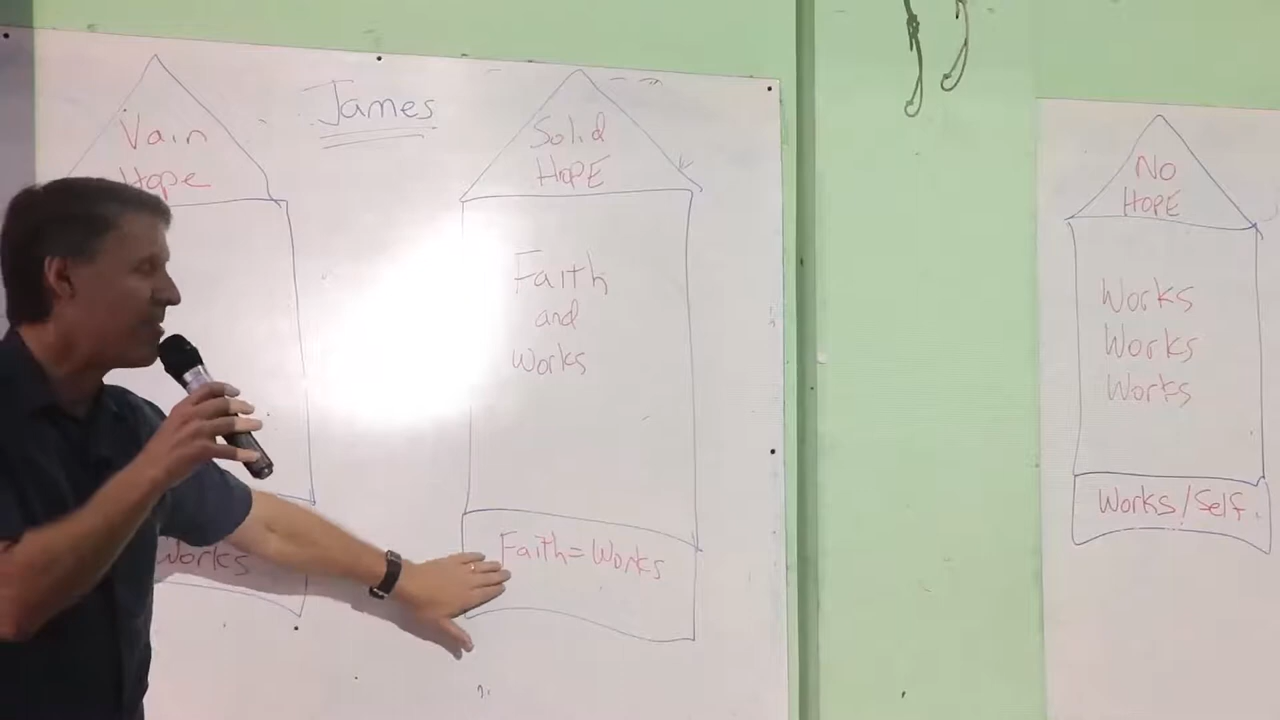 James
Vain
Hope
Works
Solid
HOPE
Faith
and
Works
Faith=Works
No
HOPE
Works
Works
Works
Works/Self